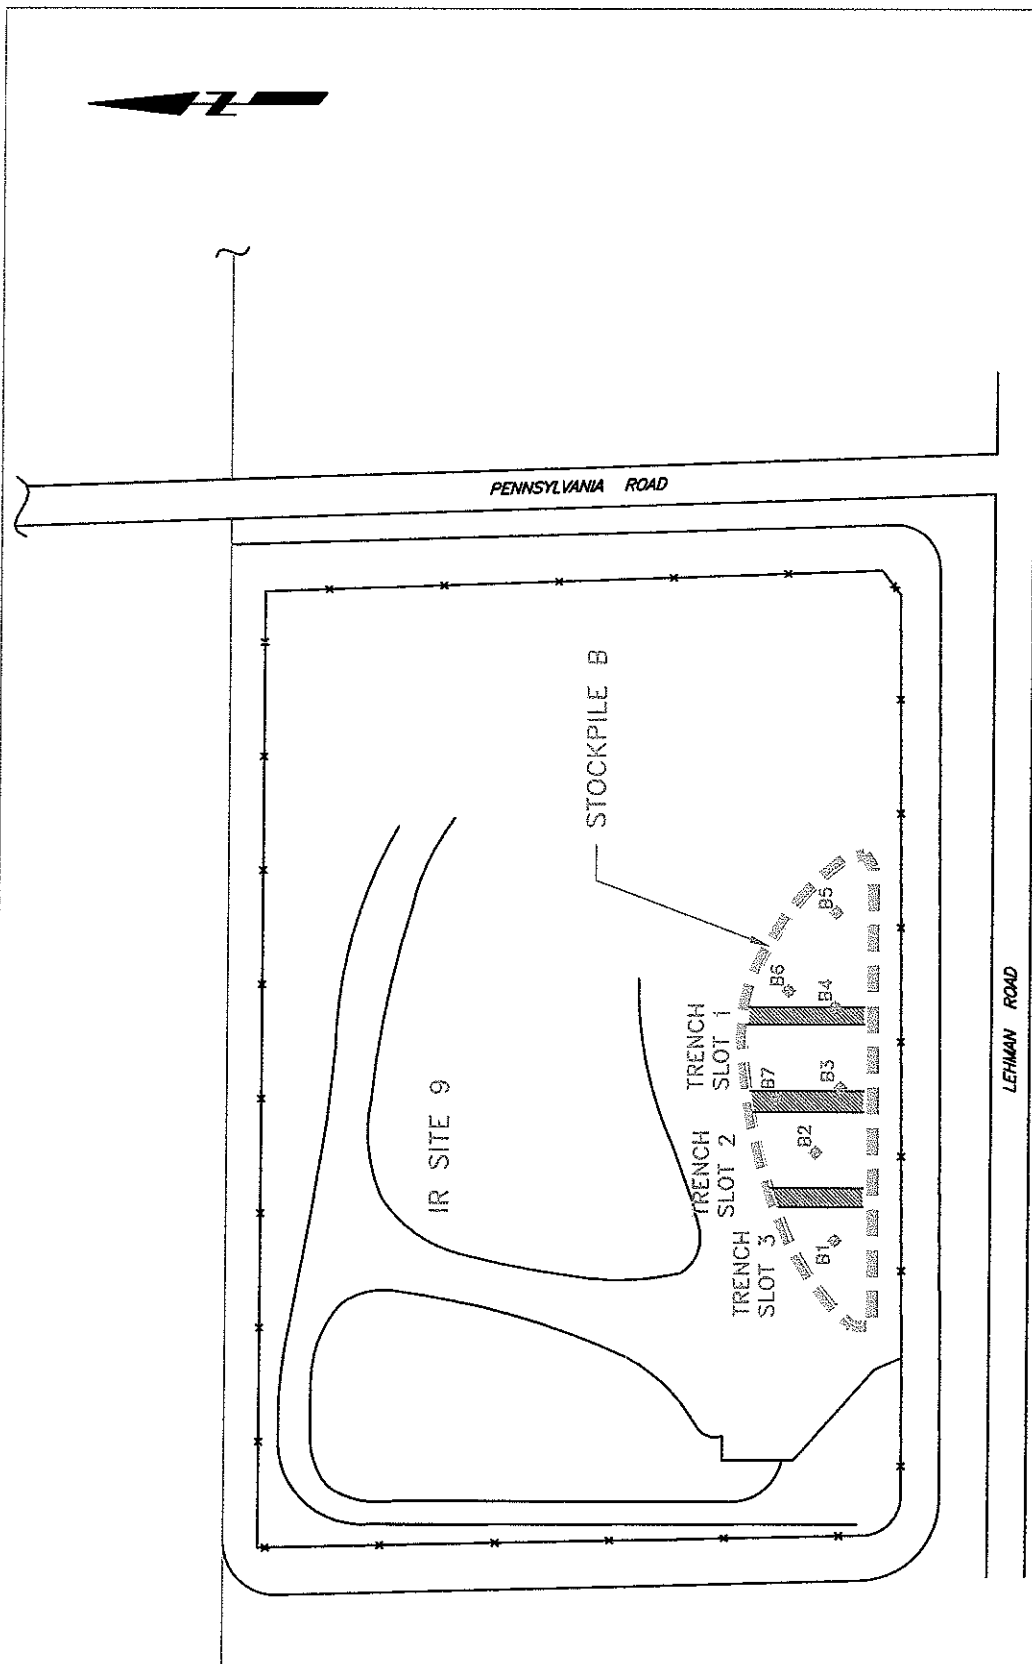 N
PENNSYLVANIA ROAD
STOCKPILE B
IR SITE 9
TRENCH
SLOT 1
TRENCH
SLOT 2
TRENCH
SLOT 3
B1
B2
B3
B4
B5
B6
B7
LEHMAN ROAD